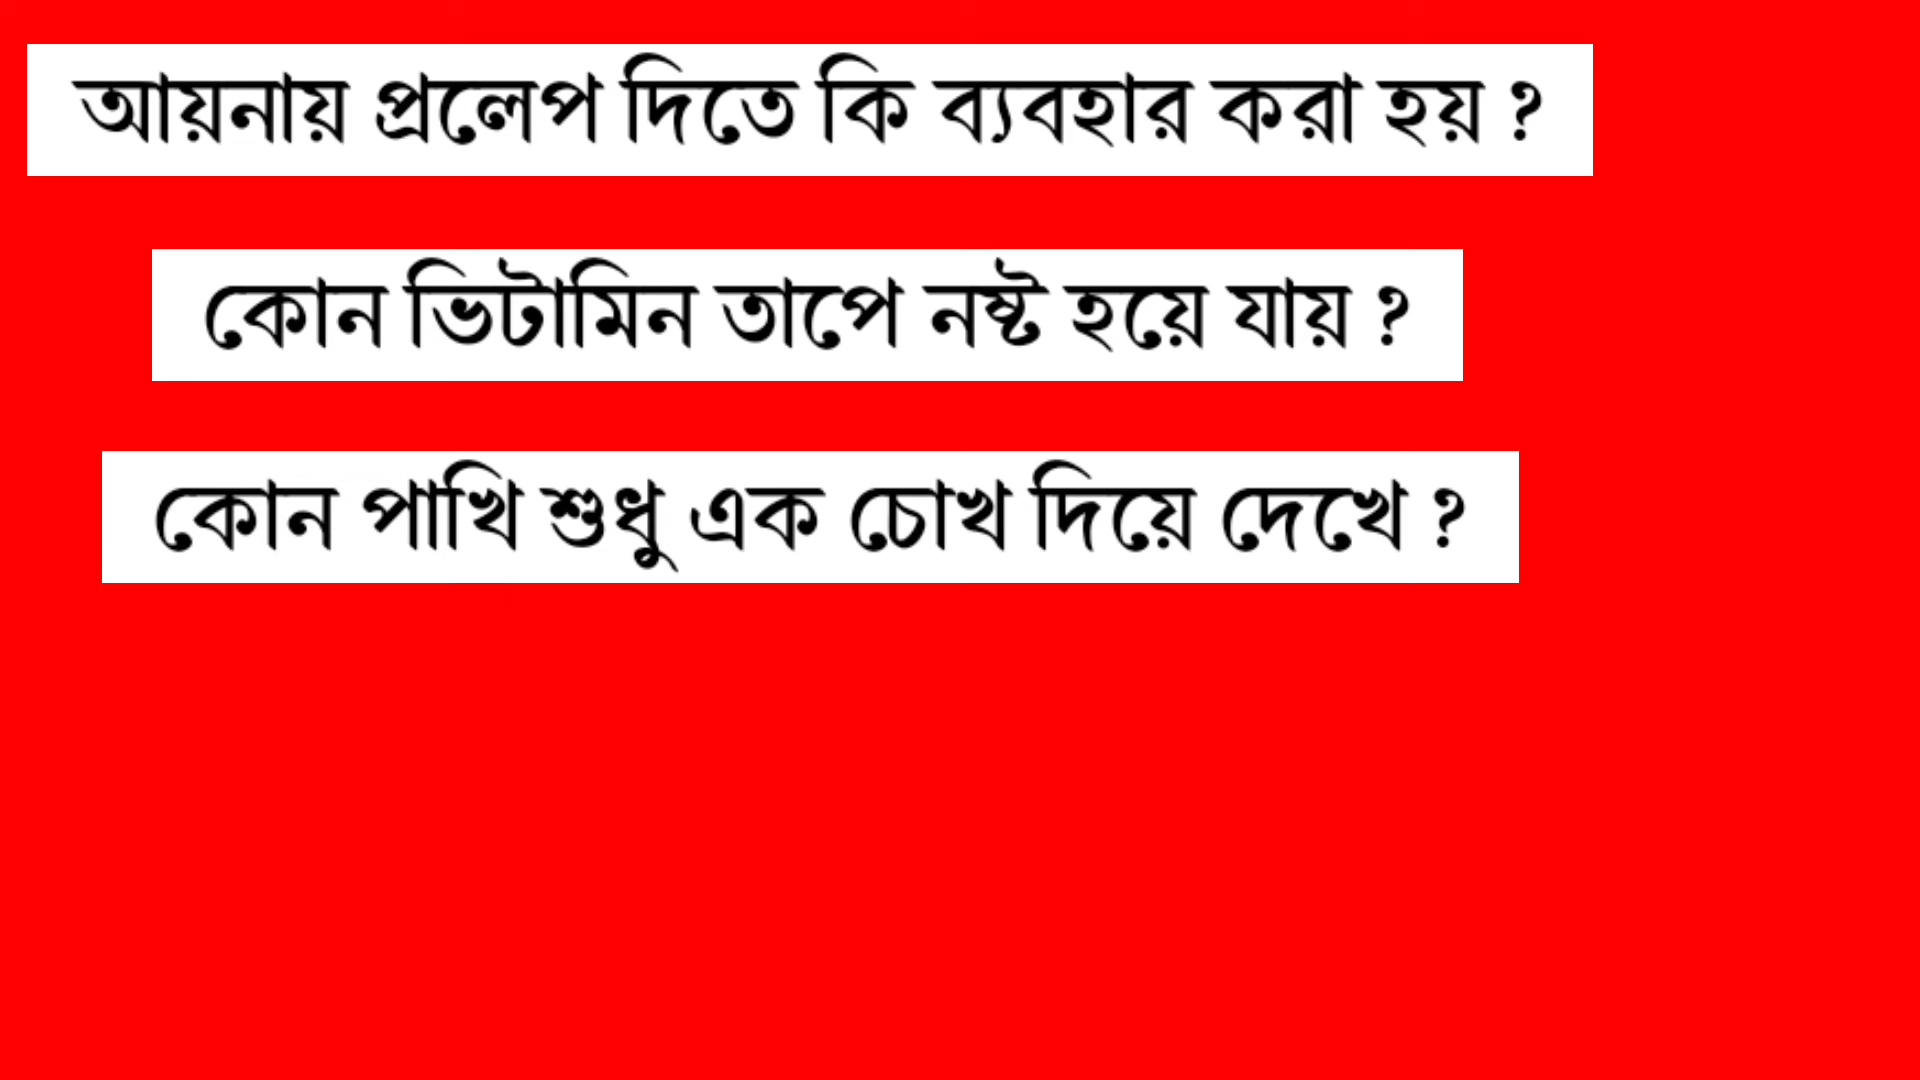 আয়নায় প্রলেপ দিতে কি ব্যবহার করা হয় ?
কোন ভিটামিন তাপে নষ্ট হয়ে যায় ?
কোন পাখি শুধু এক চোখ দিয়ে দেখে ?